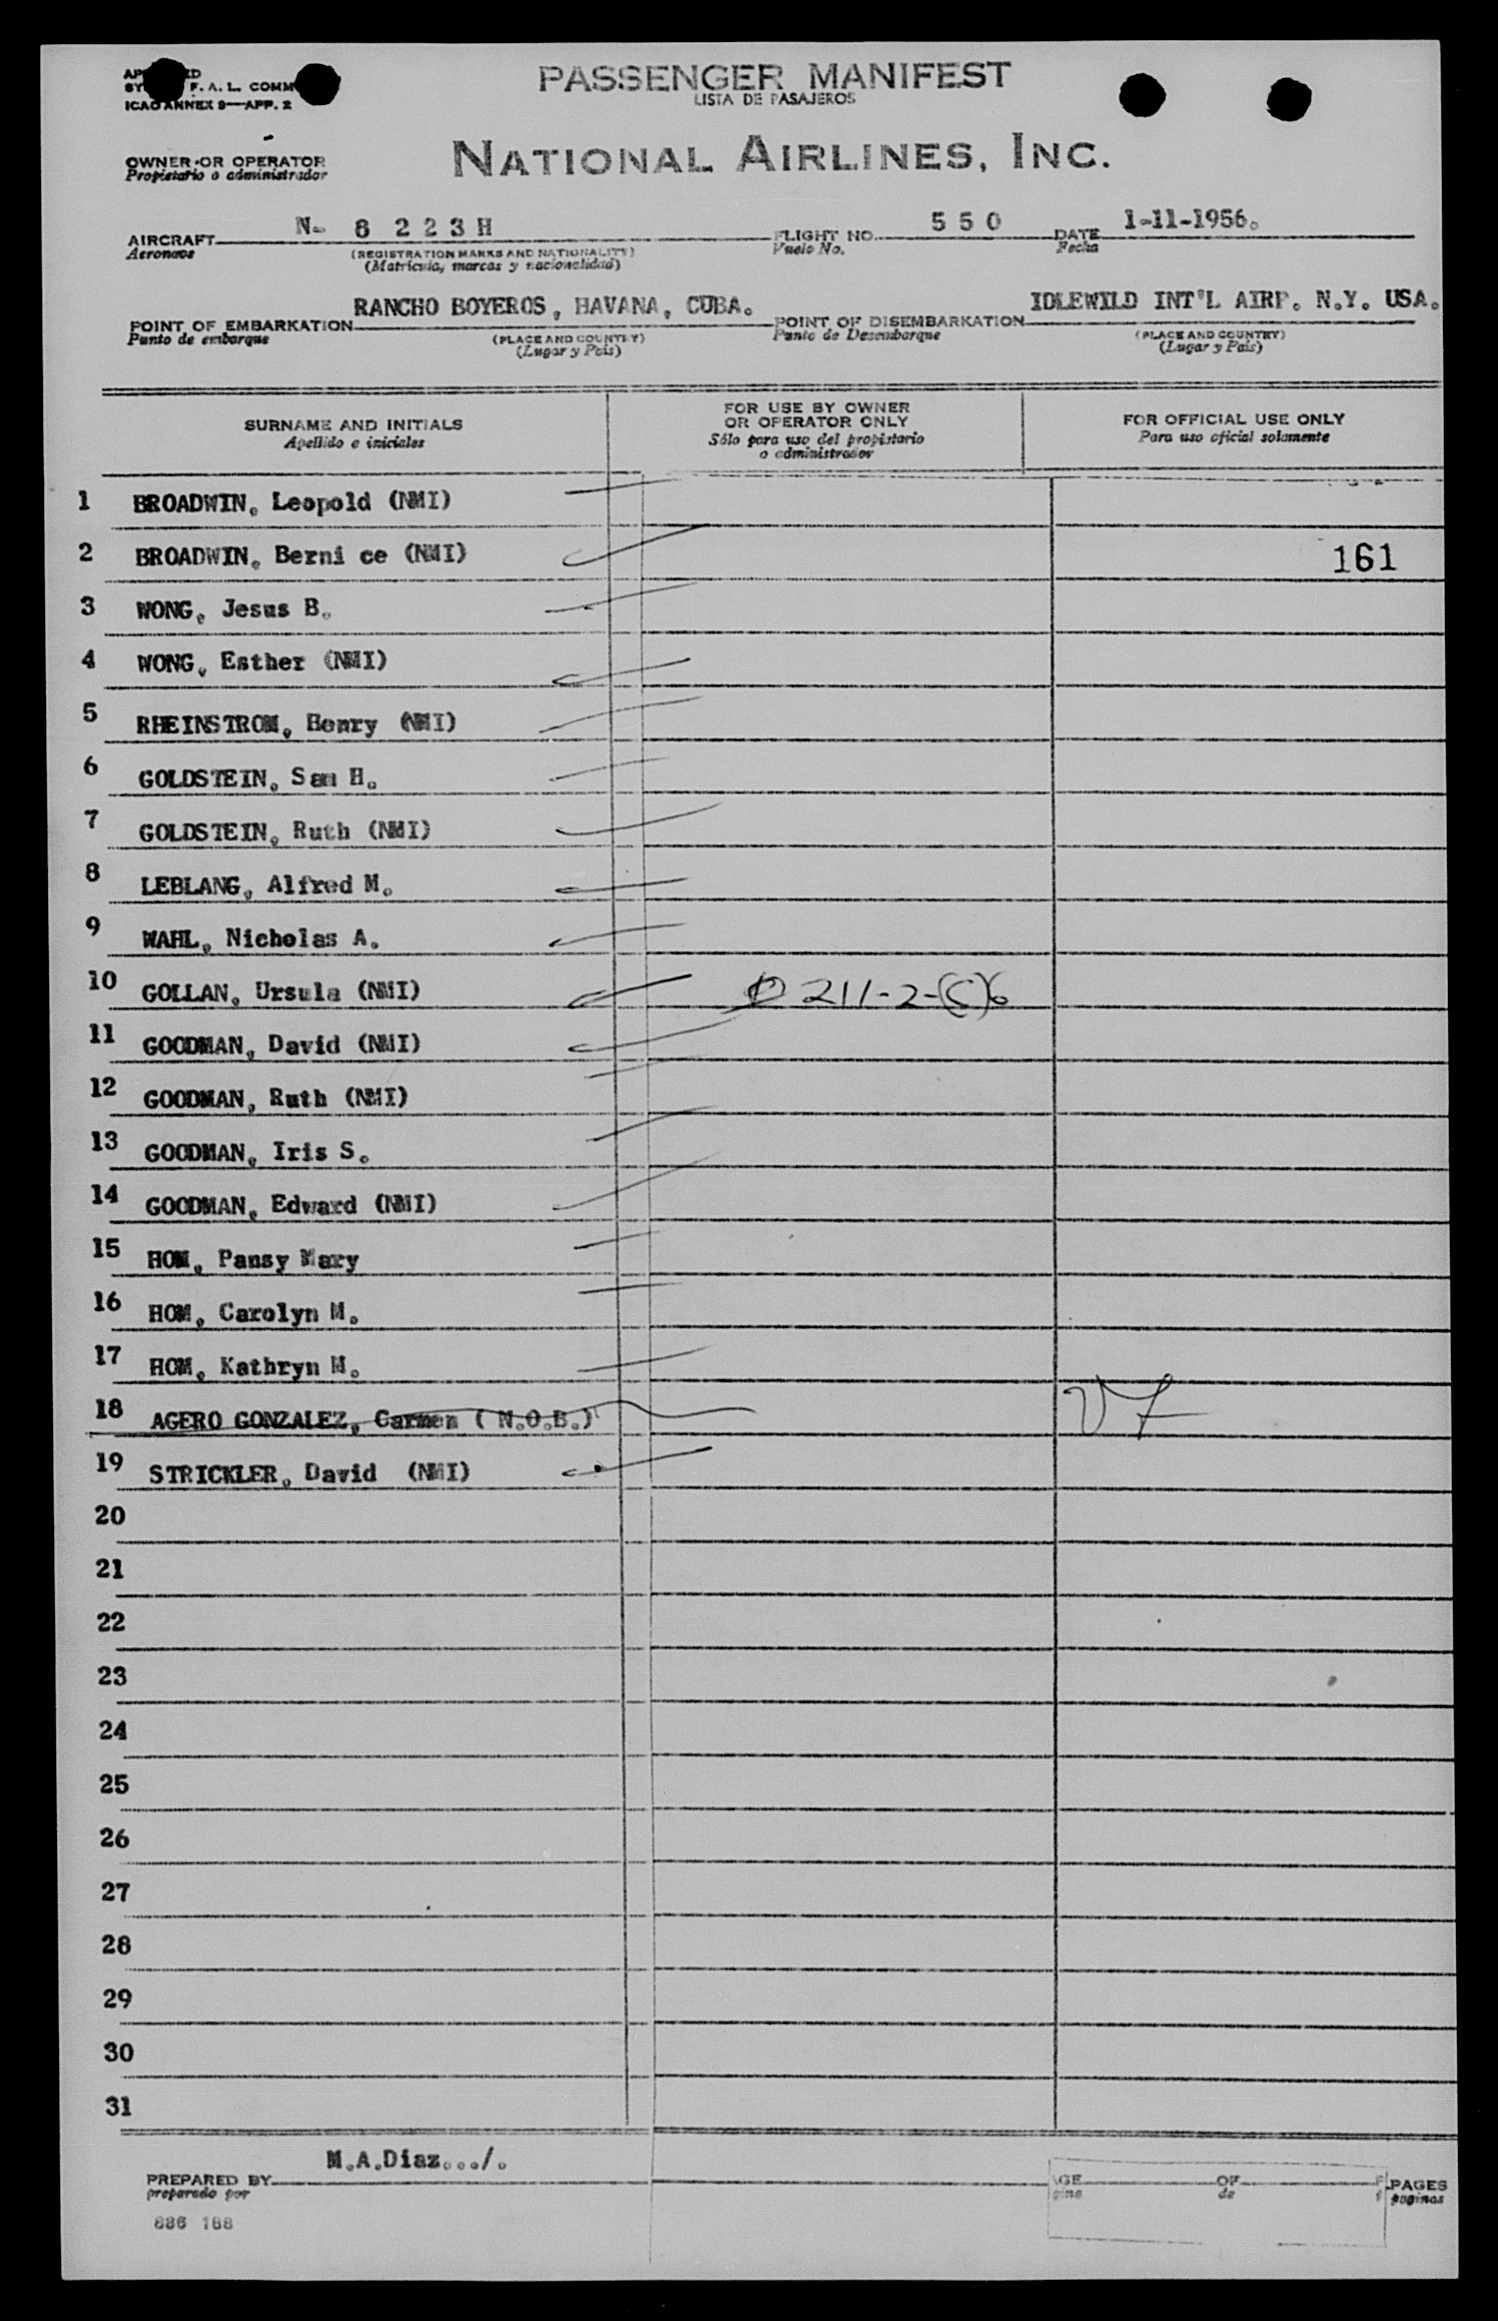 PASSENGER MANIFEST
LISTA DE PASAJEROS
F. A. L. COMM
ICAO ANNEX 9—APP. 2
OWNER OR OPERATOR
Propietario o administrador
NATIONAL AIRLINES, INC.
AIRCRAFT N- 8 2 2 3 H FLIGHT NO. 5 5 0 DATE 1-11-1956.
Aeronave (REGISTRATION MARKS AND NATIONALITY) Vuelo No. Fecha
(Matricula, marcas y nacionalidad)
POINT OF EMBARKATION RANCHO BOYEROS, HAVANA, CUBA. POINT OF DISEMBARKATION IDLEWILD INT'L AIRP. N.Y. USA.
Punto de embarque (PLACE AND COUNTRY) Punto de Desembarque (PLACE AND COUNTRY)
(Lugar y Pais) (Lugar y Pais)
SURNAME AND INITIALS
Apellido e iniciales
FOR USE BY OWNER
OR OPERATOR ONLY
Sólo para uso del propietario
o administrador
FOR OFFICIAL USE ONLY
Para uso oficial solamente
1 BROADWIN, Leopold (NMI)
2 BROADWIN, Berni ce (NMI) 161
3 WONG, Jesus B.
4 WONG, Esther (NMI)
5 RHEINSTROM, Henry (NMI)
6 GOLDSTEIN, Sam H.
7 GOLDSTEIN, Ruth (NMI)
8 LEBLANG, Alfred M.
9 WAHL, Nicholas A.
10 GOLLAN, Ursula (NMI) 211-2-(C)6
11 GOODMAN, David (NMI)
12 GOODMAN, Ruth (NMI)
13 GOODMAN, Iris S.
14 GOODMAN, Edward (NMI)
15 HOM, Pansy Mary
16 HOM, Carolyn M.
17 HOM, Kathryn M.
18 AGERO GONZALEZ, Carmen ( N.O.B.)
19 STRICKLER, David (NMI)
20
21
22
23
24
25
26
27
28
29
30
31
PREPARED BY M.A.Diaz.../.
preparado por
OF PAGES
de paginas
686 188